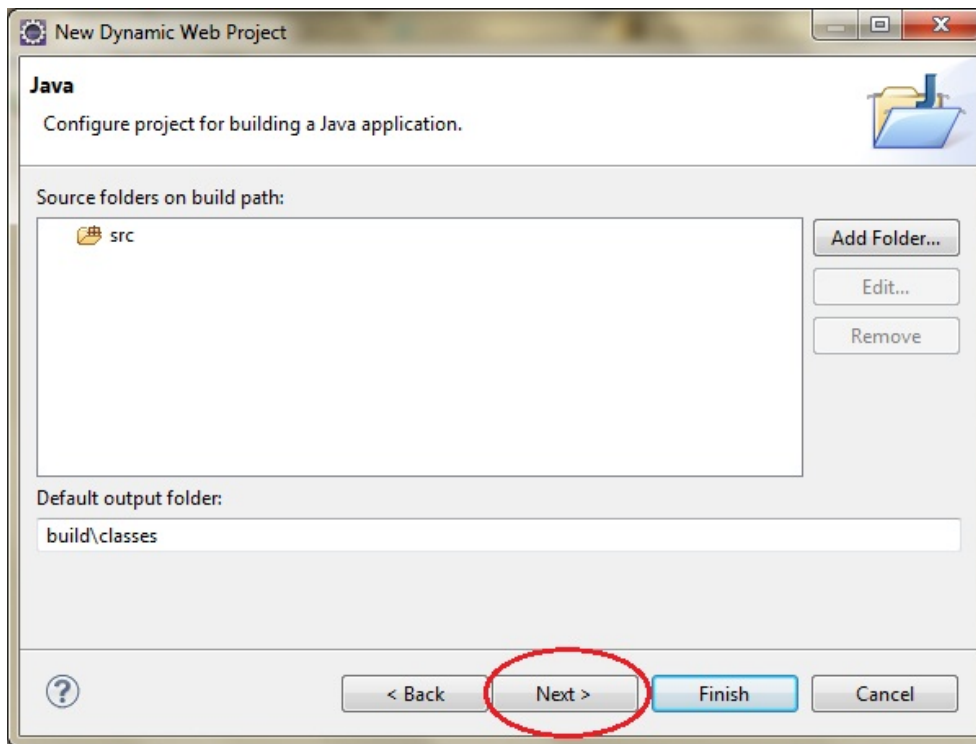 New Dynamic Web Project
Java
Configure project for building a Java application.
Source folders on build path:
src
Add Folder...
Edit...
Remove
Default output folder:
build\classes
?
< Back
Next >
Finish
Cancel